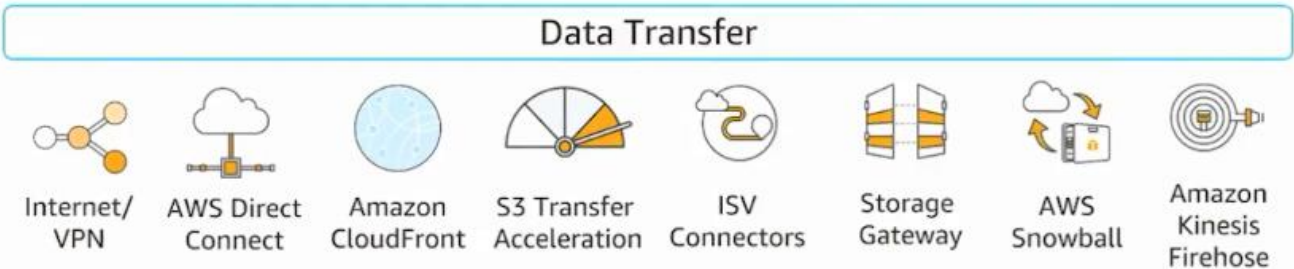 Data Transfer
Internet/
VPN
AWS Direct
Connect
Amazon
CloudFront
S3 Transfer
Acceleration
ISV
Connectors
Storage
Gateway
AWS
Snowball
Amazon
Kinesis
Firehose